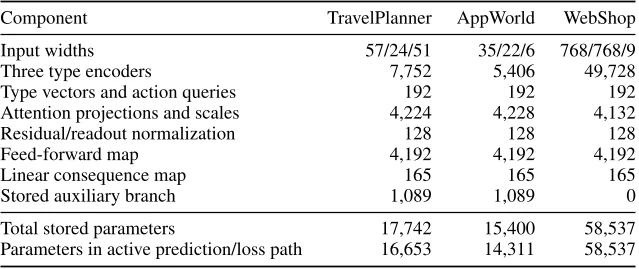 Component TravelPlanner AppWorld WebShop
Input widths 57/24/51 35/22/6 768/768/9
Three type encoders 7,752 5,406 49,728
Type vectors and action queries 192 192 192
Attention projections and scales 4,224 4,228 4,132
Residual/readout normalization 128 128 128
Feed-forward map 4,192 4,192 4,192
Linear consequence map 165 165 165
Stored auxiliary branch 1,089 1,089 0
Total stored parameters 17,742 15,400 58,537
Parameters in active prediction/loss path 16,653 14,311 58,537